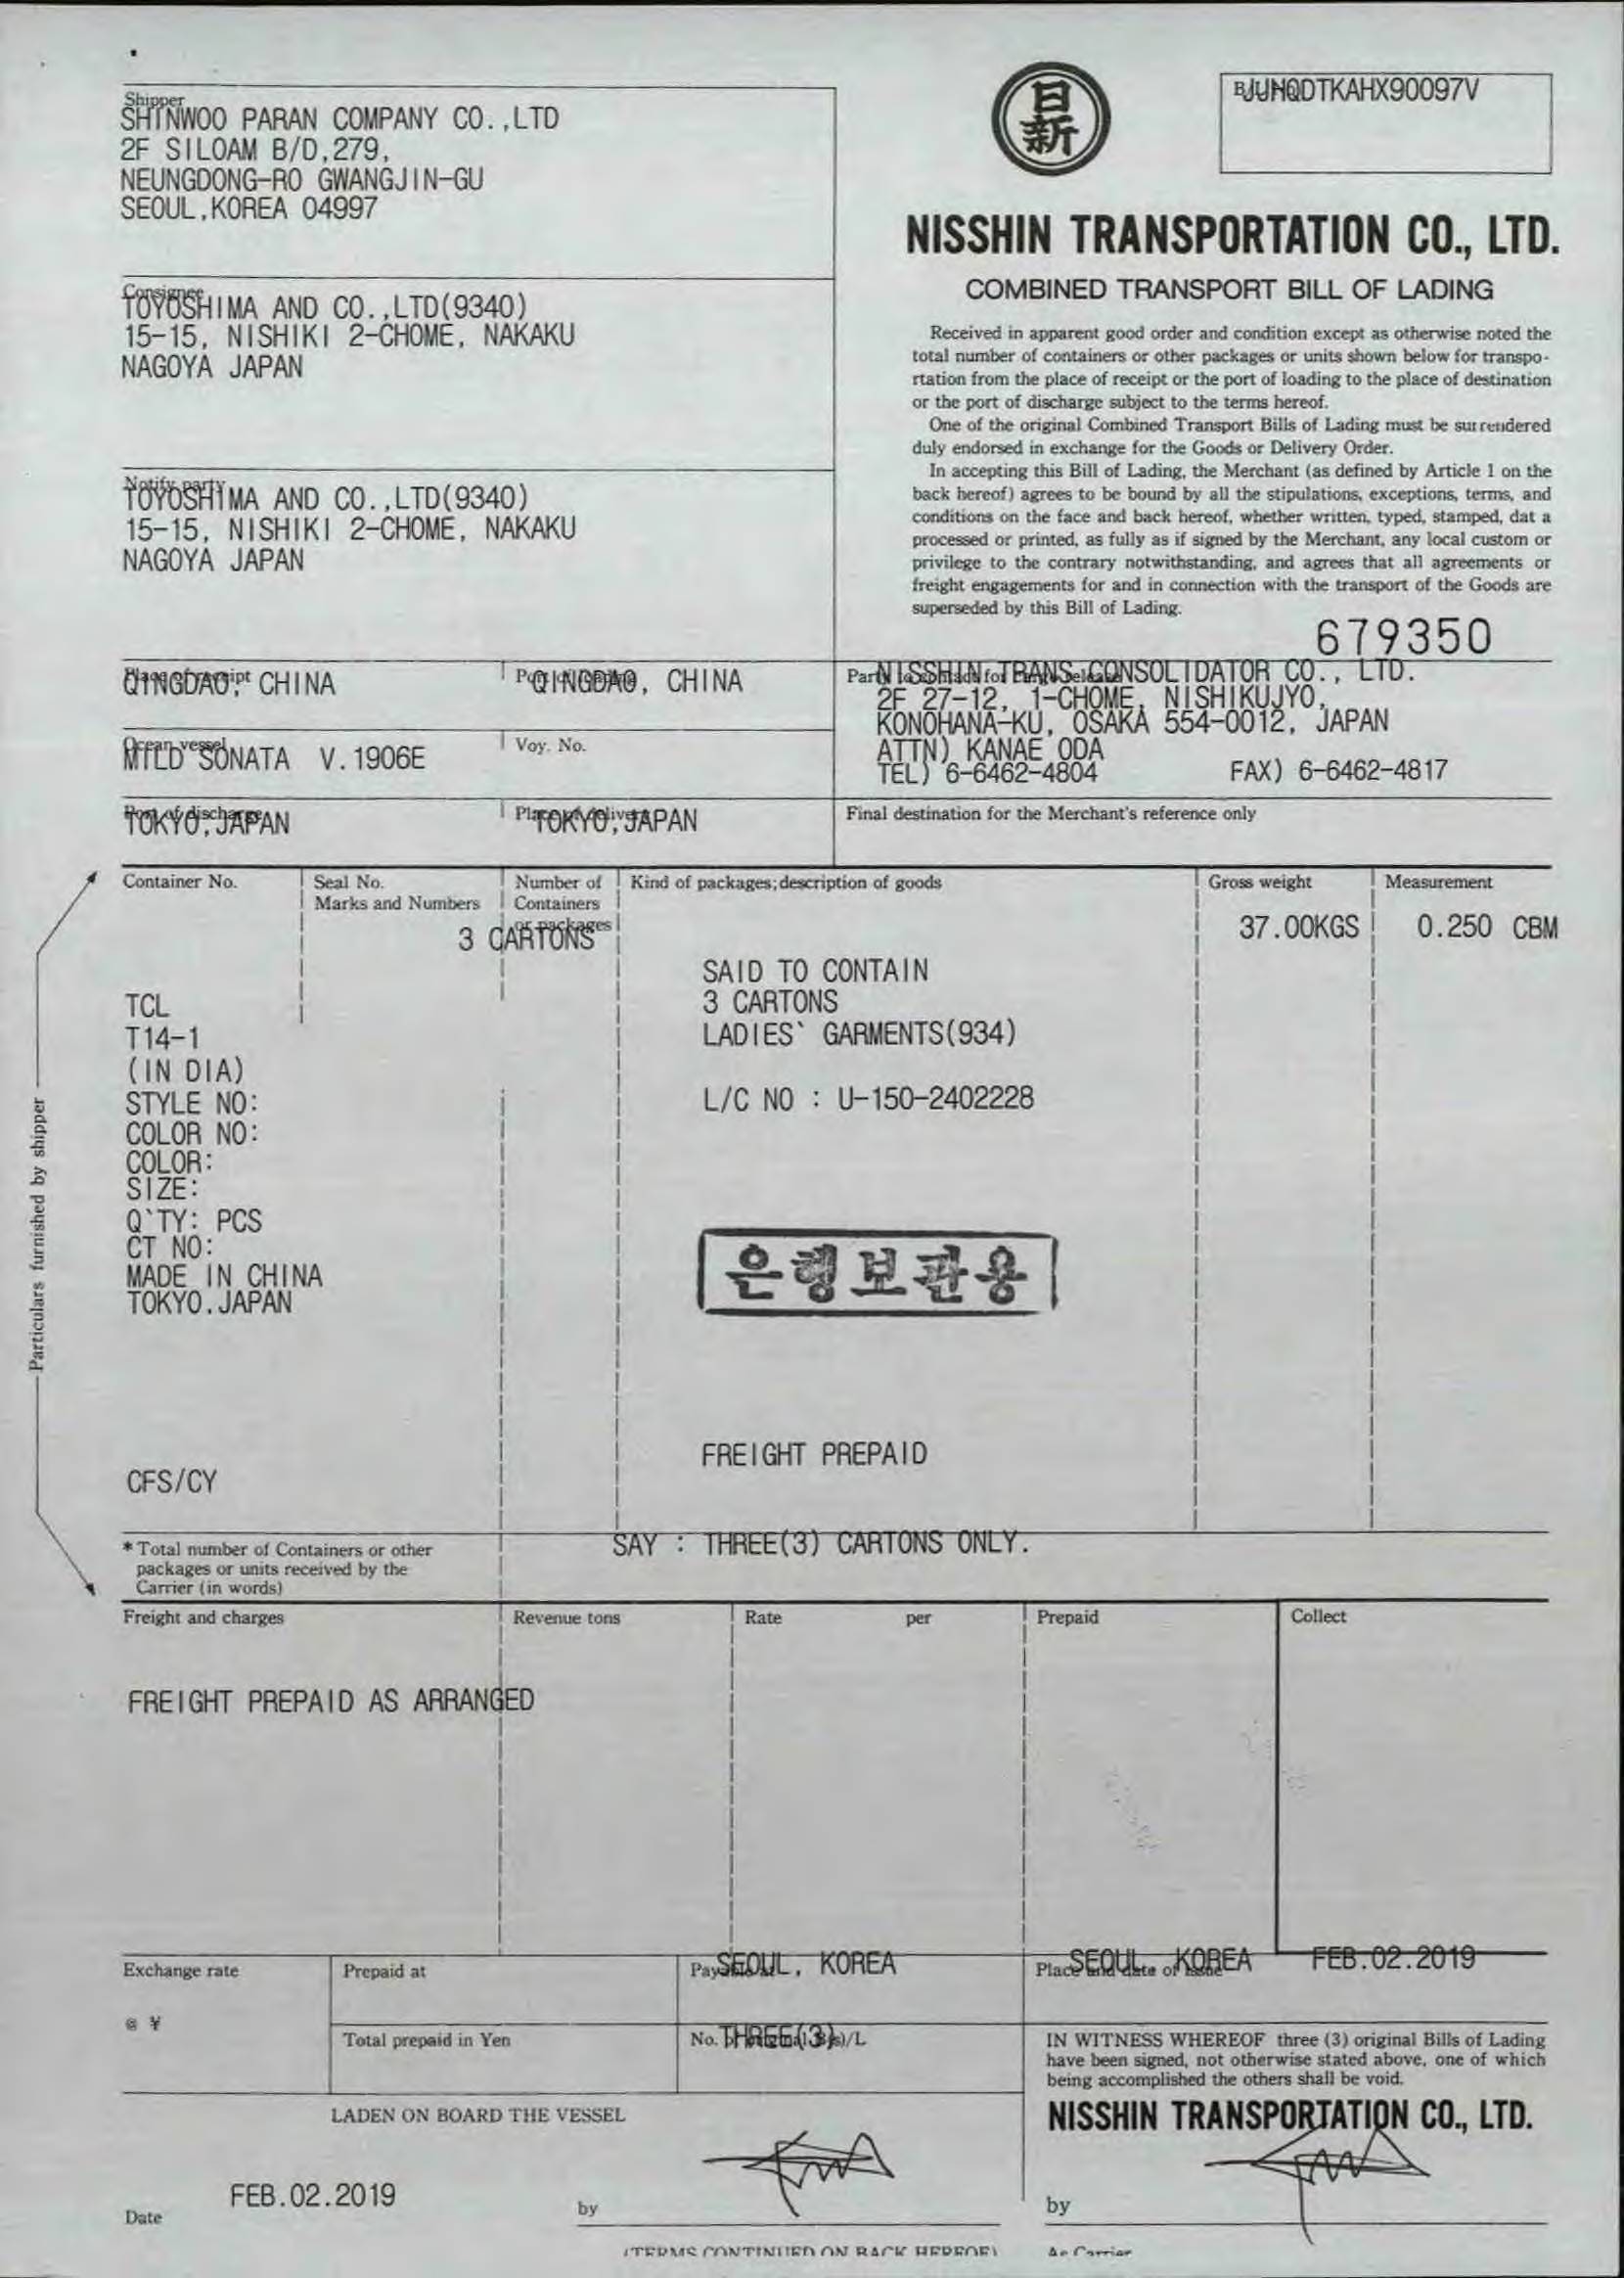 Shipper
SHINWOO PARAN COMPANY CO.,LTD
2F SILOAM B/D,279,
NEUNGDONG-RO GWANGJIN-GU
SEOUL,KOREA 04997
Consignee
TOYOSHIMA AND CO.,LTD(9340)
15-15, NISHIKI 2-CHOME, NAKAKU
NAGOYA JAPAN
Notify party
TOYOSHIMA AND CO.,LTD(9340)
15-15, NISHIKI 2-CHOME, NAKAKU
NAGOYA JAPAN
日新
NISSHIN TRANSPORTATION CO., LTD.
COMBINED TRANSPORT BILL OF LADING
Received in apparent good order and condition except as otherwise noted the
total number of containers or other packages or units shown below for transpo-
rtation from the place of receipt or the port of loading to the place of destination
or the port of discharge subject to the terms hereof.
One of the original Combined Transport Bills of Lading must be surrendered
duly endorsed in exchange for the Goods or Delivery Order.
In accepting this Bill of Lading, the Merchant (as defined by Article 1 on the
back hereof) agrees to be bound by all the stipulations, exceptions, terms, and
conditions on the face and back hereof, whether written, typed, stamped, dat a
processed or printed, as fully as if signed by the Merchant, any local custom or
privilege to the contrary notwithstanding, and agrees that all agreements or
freight engagements for and in connection with the transport of the Goods are
superseded by this Bill of Lading.
679350
Place of receipt
QINGDAO, CHINA
Port of loading
QINGDAO, CHINA
Party to contact for cargo release
NISSHIN TRANS CONSOLIDATOR CO., LTD.
2F 27-12, 1-CHOME, NISHIKUJYO,
KONOHANA-KU, OSAKA 554-0012, JAPAN
ATTN) KANAE ODA
TEL) 6-6462-4804 FAX) 6-6462-4817
Ocean vessel
MILD SONATA V.1906E
Voy. No.
Port of discharge
TOKYO,JAPAN
Place of delivery
TOKYO,JAPAN
Final destination for the Merchant's reference only
Container No.
Seal No.
Marks and Numbers
Number of
Containers
or packages
Kind of packages;description of goods
Gross weight
Measurement
3 CARTONS
37.00KGS
0.250 CBM
SAID TO CONTAIN
3 CARTONS
LADIES` GARMENTS(934)
L/C NO : U-150-2402228
TCL
T14-1
(IN DIA)
STYLE NO:
COLOR NO:
COLOR:
SIZE:
Q`TY: PCS
CT NO:
MADE IN CHINA
TOKYO.JAPAN
은행보관용
FREIGHT PREPAID
CFS/CY
Particulars furnished by shipper
* Total number of Containers or other
packages or units received by the
Carrier (in words)
SAY : THREE(3) CARTONS ONLY.
Freight and charges
Revenue tons
Rate
per
Prepaid
Collect
FREIGHT PREPAID AS ARRANGED
Exchange rate
@ ¥
Prepaid at
Payable at
SEOUL, KOREA
Place and date of issue
SEOUL, KOREA FEB.02.2019
Total prepaid in Yen
No. of original B(s)/L
THREE(3)
IN WITNESS WHEREOF three (3) original Bills of Lading
have been signed, not otherwise stated above, one of which
being accomplished the others shall be void.
NISSHIN TRANSPORTATION CO., LTD.
LADEN ON BOARD THE VESSEL
Date
FEB.02.2019
by
by
(TERMS CONTINUED ON BACK HEREOF)
As Carrier